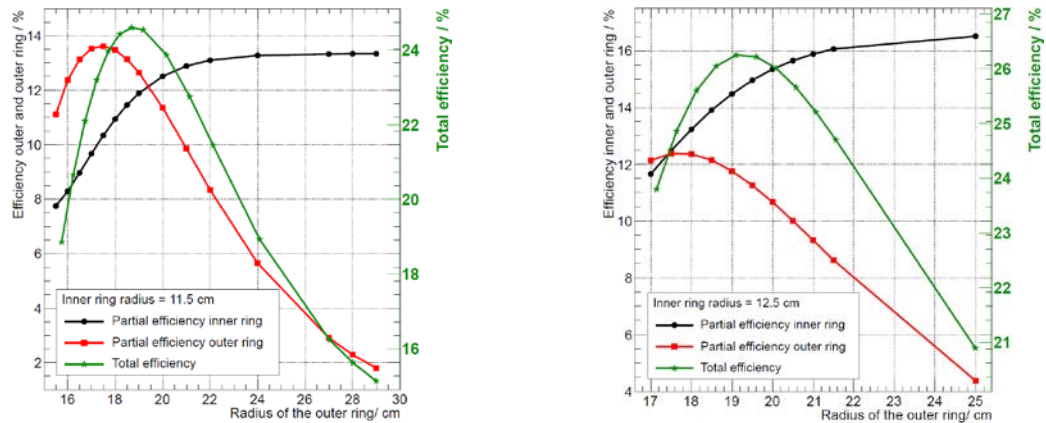 Efficiency outer and outer ring / %
14
12
10
8
6
4
2
24
22
20
18
16
Total efficiency / %
Inner ring radius = 11.5 cm
Partial efficiency inner ring
Partial efficiency outer ring
Total efficiency
16 18 20 22 24 26 28 30
Radius of the outer ring/ cm
Efficiency inner and outer ring / %
16
14
12
10
8
6
4
27
26
25
24
23
22
21
Total efficiency / %
Inner ring radius = 12.5 cm
Partial efficiency inner ring
Partial efficiency outer ring
Total efficiency
17 18 19 20 21 22 23 24 25
Radius of the outer ring/ cm